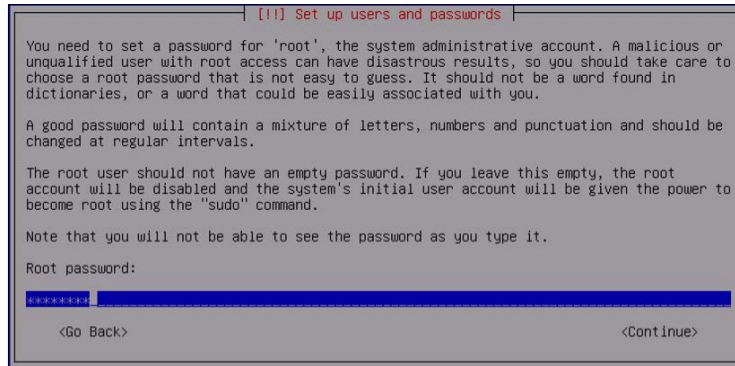 [!!] Set up users and passwords
You need to set a password for 'root', the system administrative account. A malicious or
unqualified user with root access can have disastrous results, so you should take care to
choose a root password that is not easy to guess. It should not be a word found in
dictionaries, or a word that could be easily associated with you.
A good password will contain a mixture of letters, numbers and punctuation and should be
changed at regular intervals.
The root user should not have an empty password. If you leave this empty, the root
account will be disabled and the system's initial user account will be given the power to
become root using the "sudo" command.
Note that you will not be able to see the password as you type it.
Root password:
********
<Go Back> <Continue>